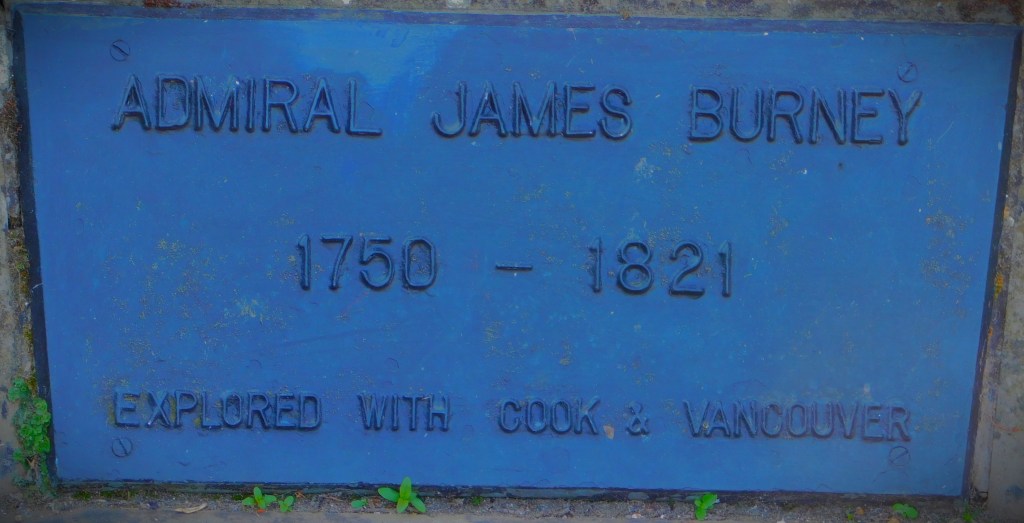 ADMIRAL JAMES BURNEY
1750 – 1821
EXPLORED WITH COOK & VANCOUVER